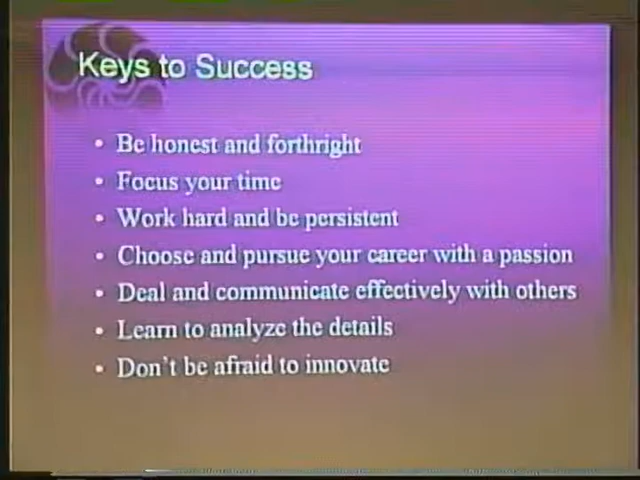 Keys to Success
• Be honest and forthright
• Focus your time
• Work hard and be persistent
• Choose and pursue your career with a passion
• Deal and communicate effectively with others
• Learn to analyze the details
• Don't be afraid to innovate